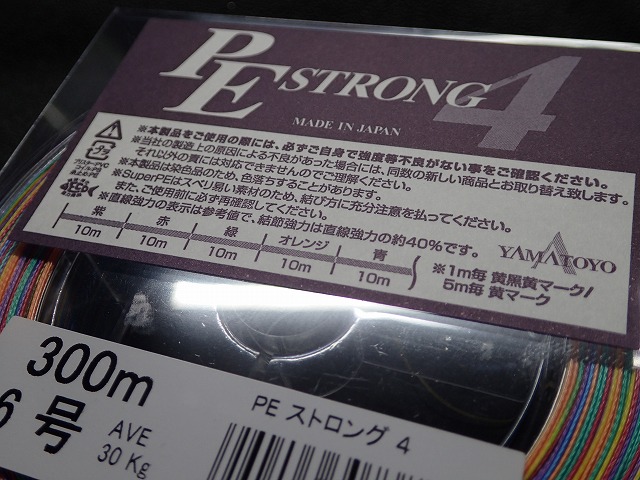 PE STRONG 4
MADE IN JAPAN
※本製品をご使用の際には、必ずご自身で強度等不良がない事をご確認ください。
※当社の製造上の原因による不良があった場合には、同数の新しい商品とお取り替え致します。
それ以外の責には対応できませんのでご理解ください。
※本製品は染色品のため、色落ちすることがあります。
※SuperPEはスベリ易い素材のため、結び方に充分注意を払ってください。
また、ご使用前に必ず再確認してください。
※直線強力の表示は参考値で、結節強力は直線強力の約40%です。
紫 赤 緑 オレンジ 青
10m 10m 10m 10m 10m
※1m毎 黄黒黄マーク/
5m毎 黄マーク
YAMATOYO
300m
6号
AVE
30Kg
PE ストロング 4